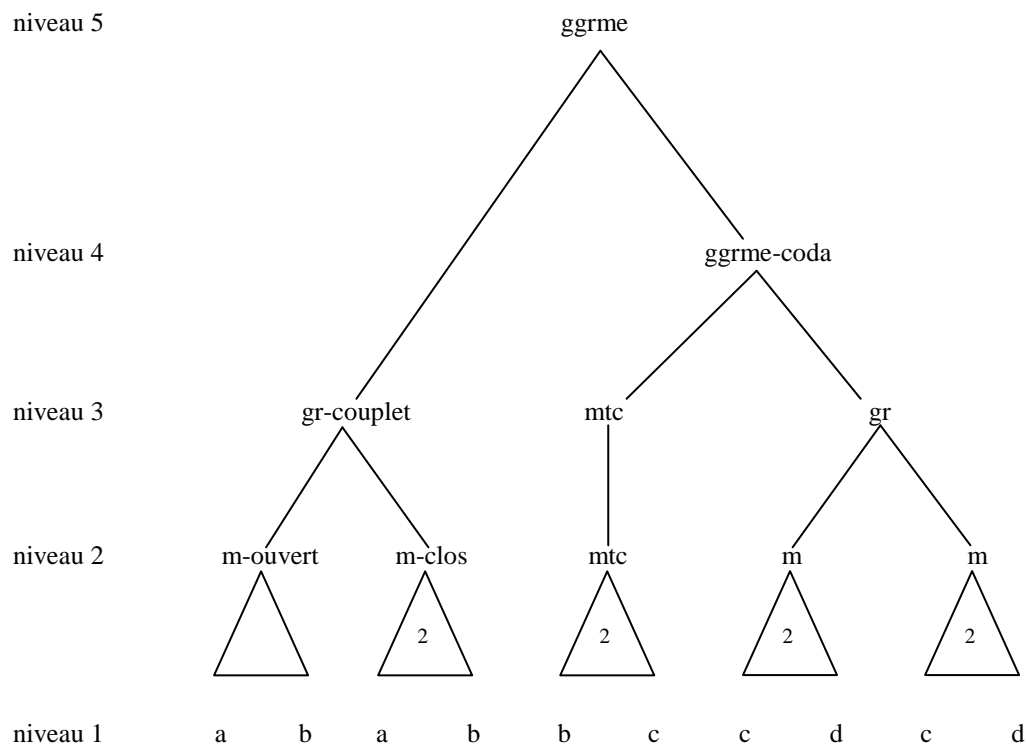 niveau 5 ggrme
niveau 4 ggrme-coda
niveau 3 gr-couplet mtc gr
niveau 2 m-ouvert m-clos mtc m m
2 2 2 2
niveau 1 a b a b b c c d c d